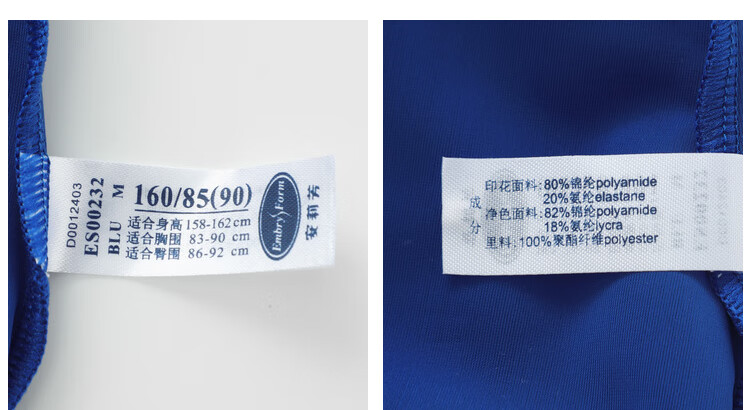 D0012403
ES00232
BLU M
160/85(90)
适合身高 158-162 cm
适合胸围 83-90 cm
适合臀围 86-92 cm
Embry Form
安莉芳
成分
印花面料:80%锦纶polyamide
20%氨纶elastane
净色面料:82%锦纶polyamide
18%氨纶lycra
里料:100%聚酯纤维polyester